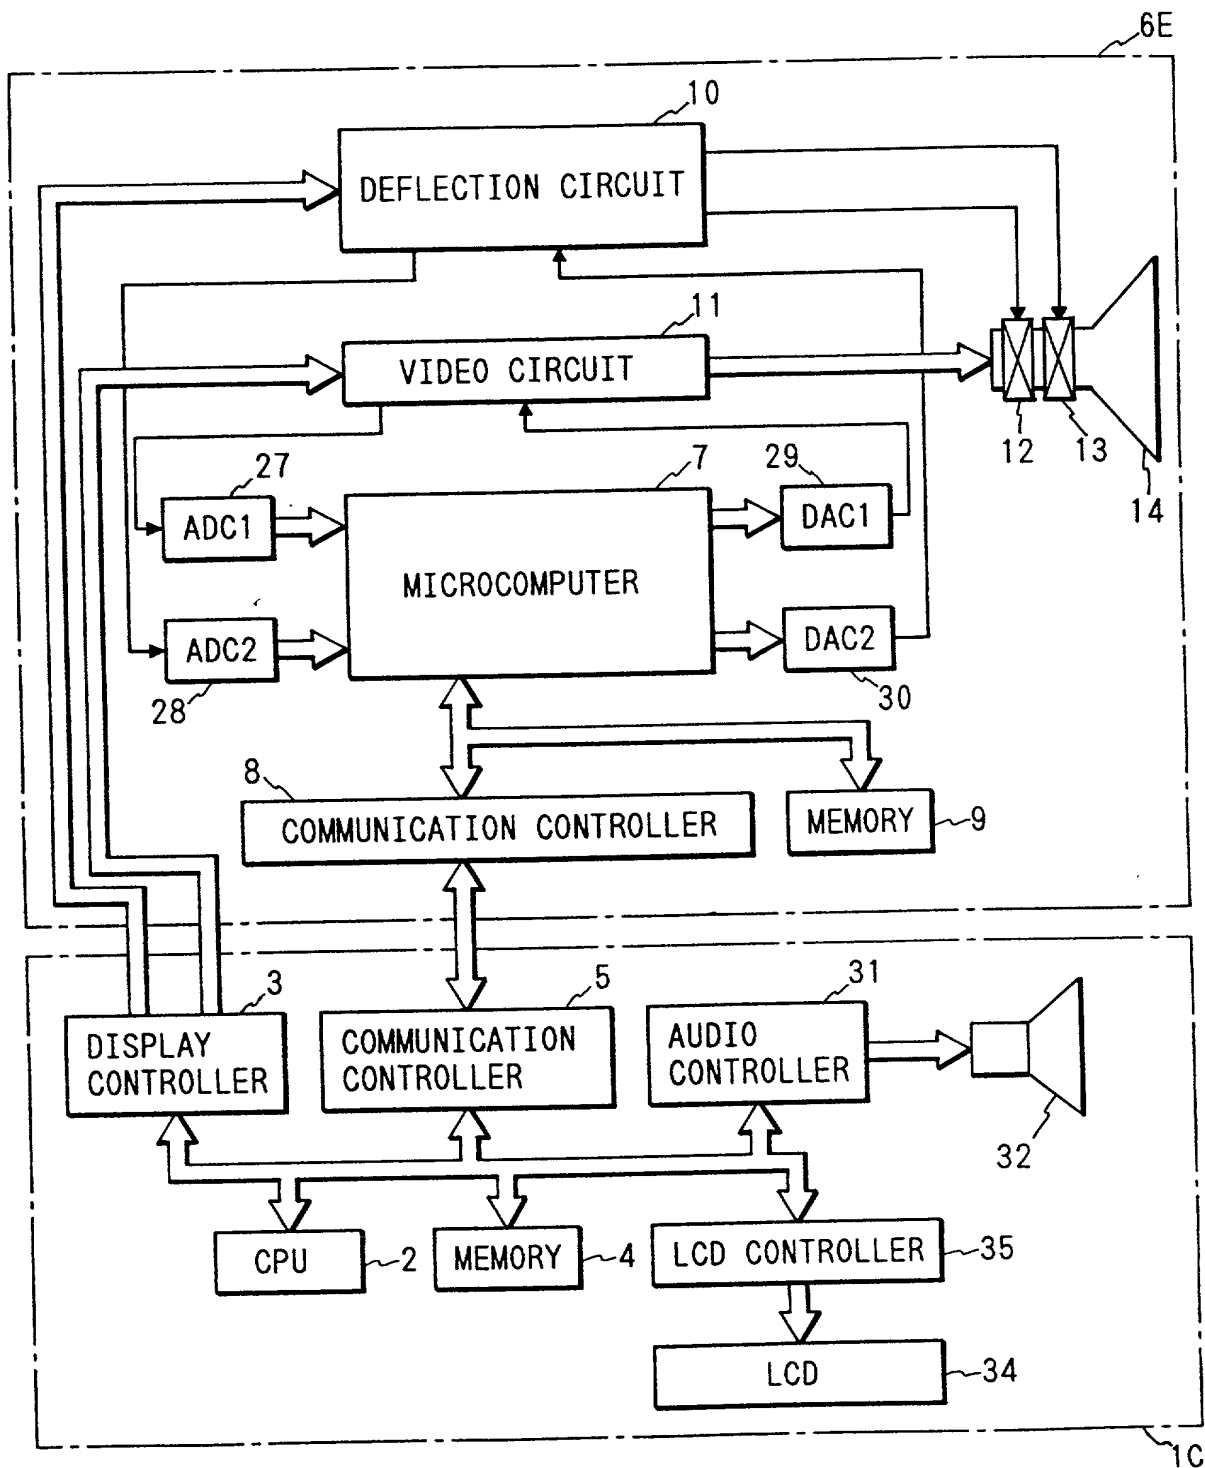 6E
10
DEFLECTION CIRCUIT
11
VIDEO CIRCUIT
12
13
14
27
ADC1
7
29
DAC1
MICROCOMPUTER
ADC2
28
DAC2
30
8
COMMUNICATION CONTROLLER
MEMORY
9
3
DISPLAY
CONTROLLER
5
COMMUNICATION
CONTROLLER
31
AUDIO
CONTROLLER
32
CPU
2
MEMORY
4
LCD CONTROLLER
35
LCD
34
1C